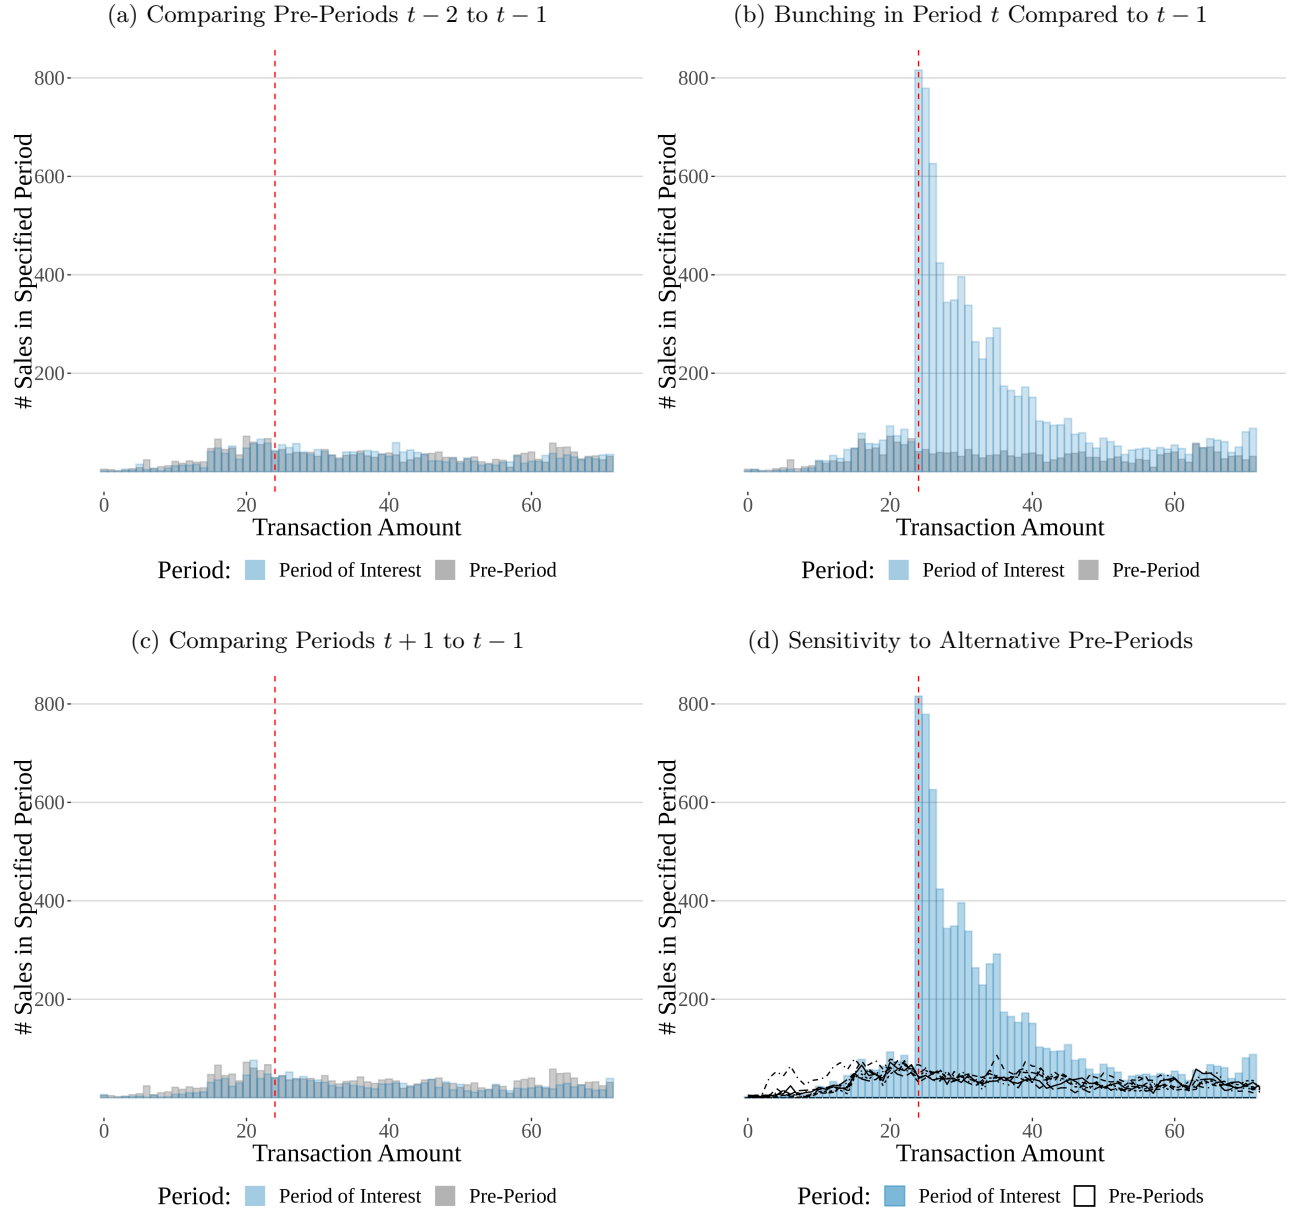 (a) Comparing Pre-Periods t − 2 to t − 1
# Sales in Specified Period
800
600
400
200
0 20 40 60
Transaction Amount
Period: Period of Interest Pre-Period
(b) Bunching in Period t Compared to t − 1
# Sales in Specified Period
800
600
400
200
0 20 40 60
Transaction Amount
Period: Period of Interest Pre-Period
(c) Comparing Periods t + 1 to t − 1
# Sales in Specified Period
800
600
400
200
0 20 40 60
Transaction Amount
Period: Period of Interest Pre-Period
(d) Sensitivity to Alternative Pre-Periods
# Sales in Specified Period
800
600
400
200
0 20 40 60
Transaction Amount
Period: Period of Interest Pre-Periods